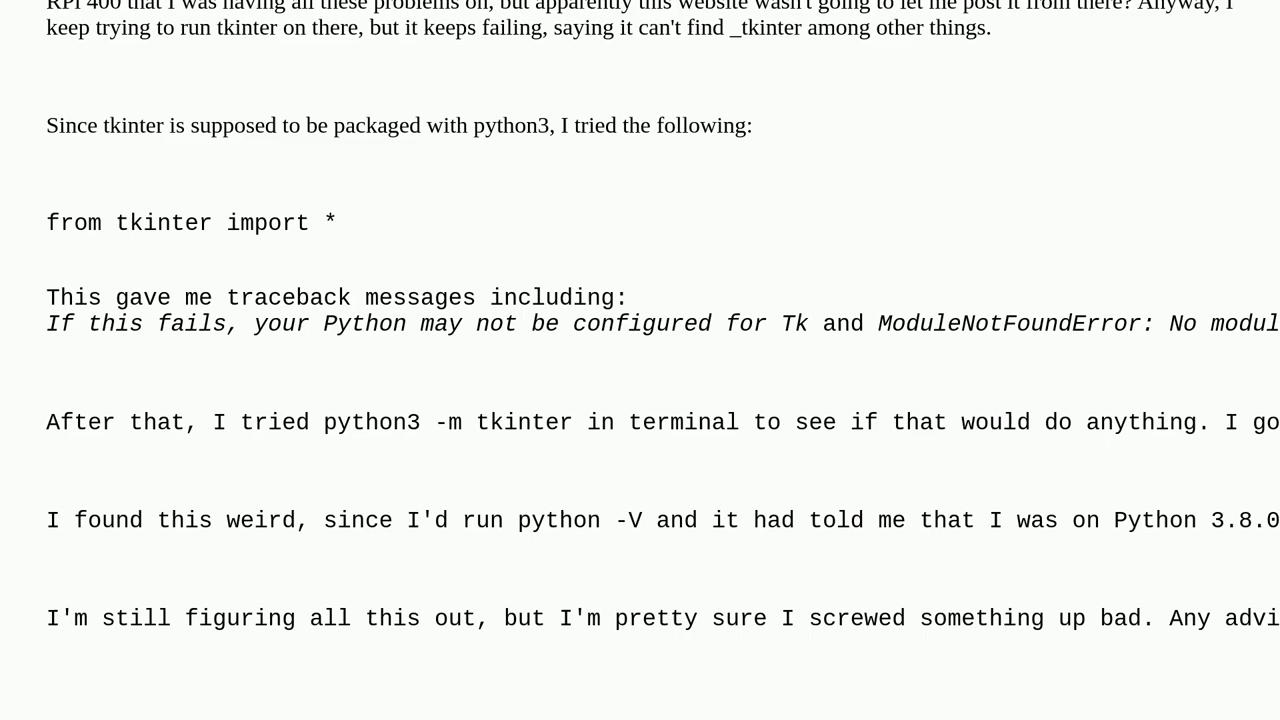 RPi 400 that I was having all these problems on, but apparently this website wasn't going to let me post it from there? Anyway, I
keep trying to run tkinter on there, but it keeps failing, saying it can't find _tkinter among other things.
Since tkinter is supposed to be packaged with python3, I tried the following:
from tkinter import *
This gave me traceback messages including:
If this fails, your Python may not be configured for Tk and ModuleNotFoundError: No modul
After that, I tried python3 -m tkinter in terminal to see if that would do anything. I go
I found this weird, since I'd run python -V and it had told me that I was on Python 3.8.0
I'm still figuring all this out, but I'm pretty sure I screwed something up bad. Any advi